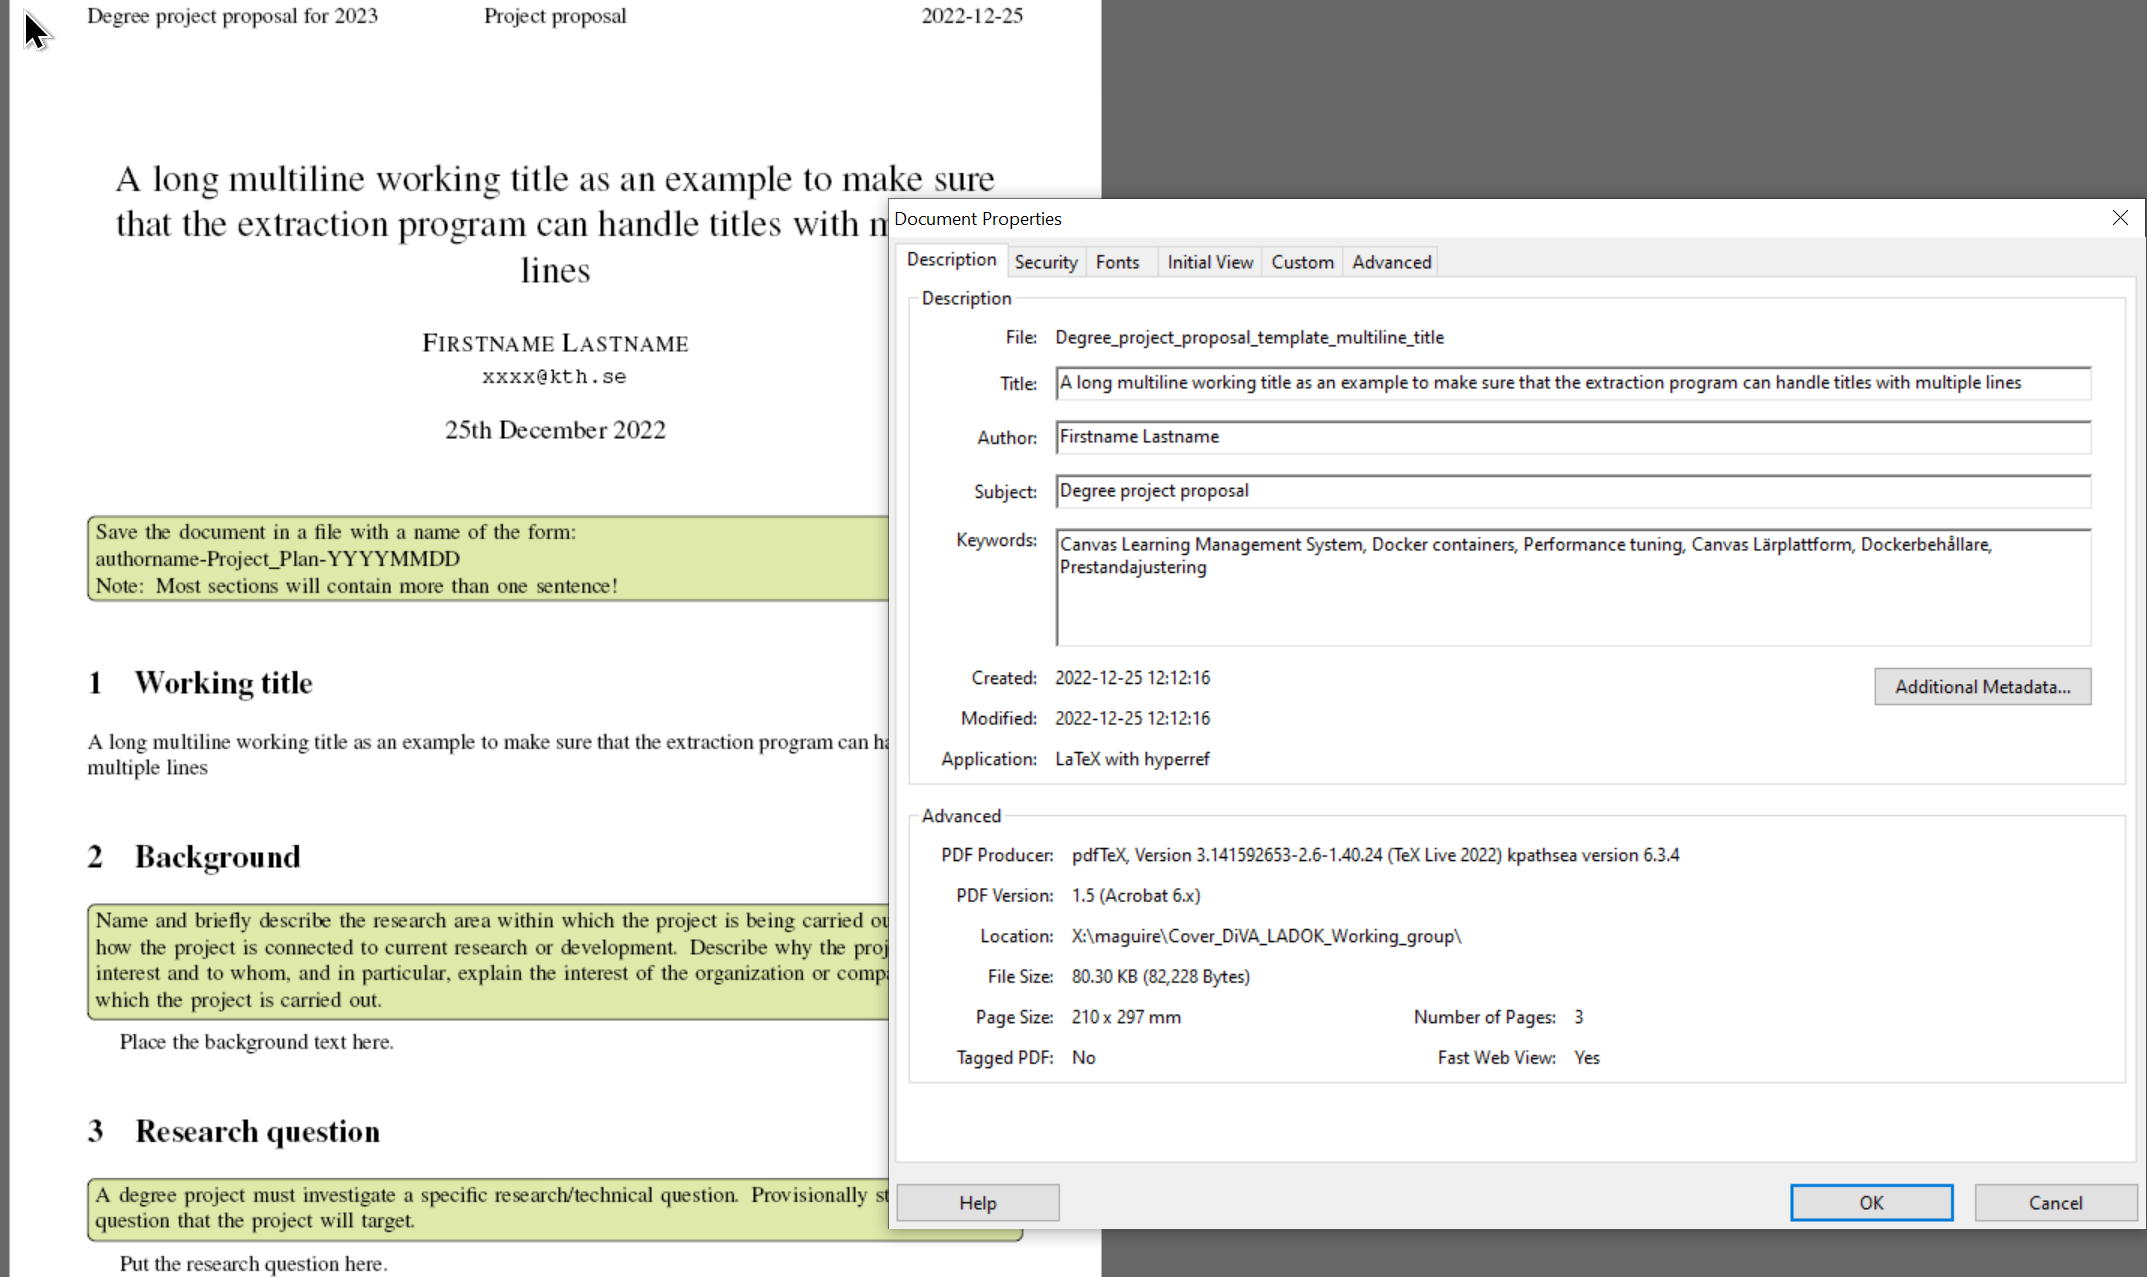 Degree project proposal for 2023 Project proposal 2022-12-25
A long multiline working title as an example to make sure
that the extraction program can handle titles with
lines
FIRSTNAME LASTNAME
xxxx@kth.se
25th December 2022
Save the document in a file with a name of the form:
authorname-Project_Plan-YYYYMMDD
Note: Most sections will contain more than one sentence!
1 Working title
A long multiline working title as an example to make sure that the extraction program can
multiple lines
2 Background
Name and briefly describe the research area within which the project is being carried
how the project is connected to current research or development. Describe why the
interest and to whom, and in particular, explain the interest of the organization or
which the project is carried out.
Place the background text here.
3 Research question
A degree project must investigate a specific research/technical question. Provisionally
question that the project will target.
Put the research question here.
Document Properties
Description Security Fonts Initial View Custom Advanced
Description
File: Degree_project_proposal_template_multiline_title
Title: A long multiline working title as an example to make sure that the extraction program can handle titles with multiple lines
Author: Firstname Lastname
Subject: Degree project proposal
Keywords: Canvas Learning Management System, Docker containers, Performance tuning, Canvas Lärplattform, Dockerbehållare,
Prestandajustering
Created: 2022-12-25 12:12:16
Additional Metadata...
Modified: 2022-12-25 12:12:16
Application: LaTeX with hyperref
Advanced
PDF Producer: pdfTeX, Version 3.141592653-2.6-1.40.24 (TeX Live 2022) kpathsea version 6.3.4
PDF Version: 1.5 (Acrobat 6.x)
Location: X:\maguire\Cover_DiVA_LADOK_Working_group\
File Size: 80.30 KB (82,228 Bytes)
Page Size: 210 x 297 mm Number of Pages: 3
Tagged PDF: No Fast Web View: Yes
Help OK Cancel